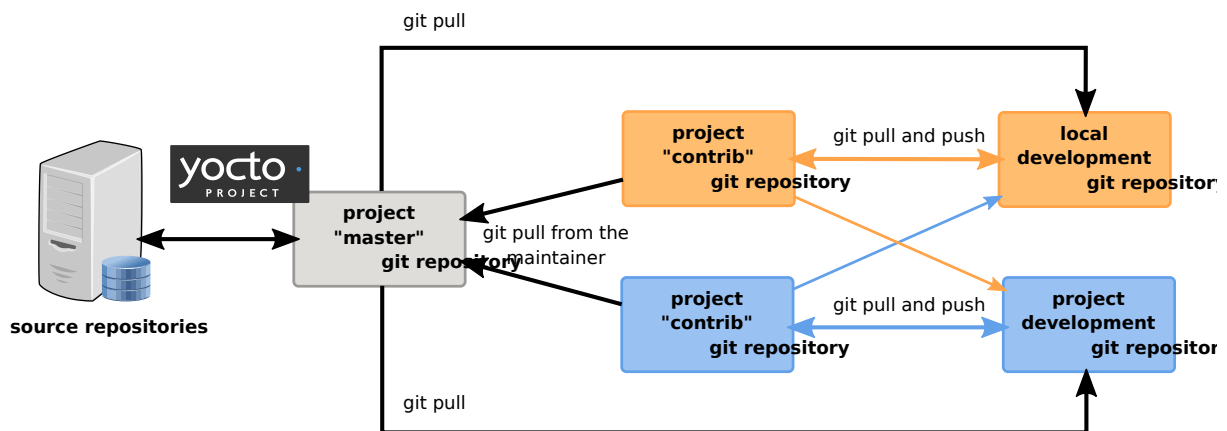 git pull
project
"contrib"
git repository
git pull and push
local
development
git repository
yocto
PROJECT
project
"master"
git repository
git pull from the
maintainer
source repositories
project
"contrib"
git repository
git pull and push
project
development
git repositor
git pull